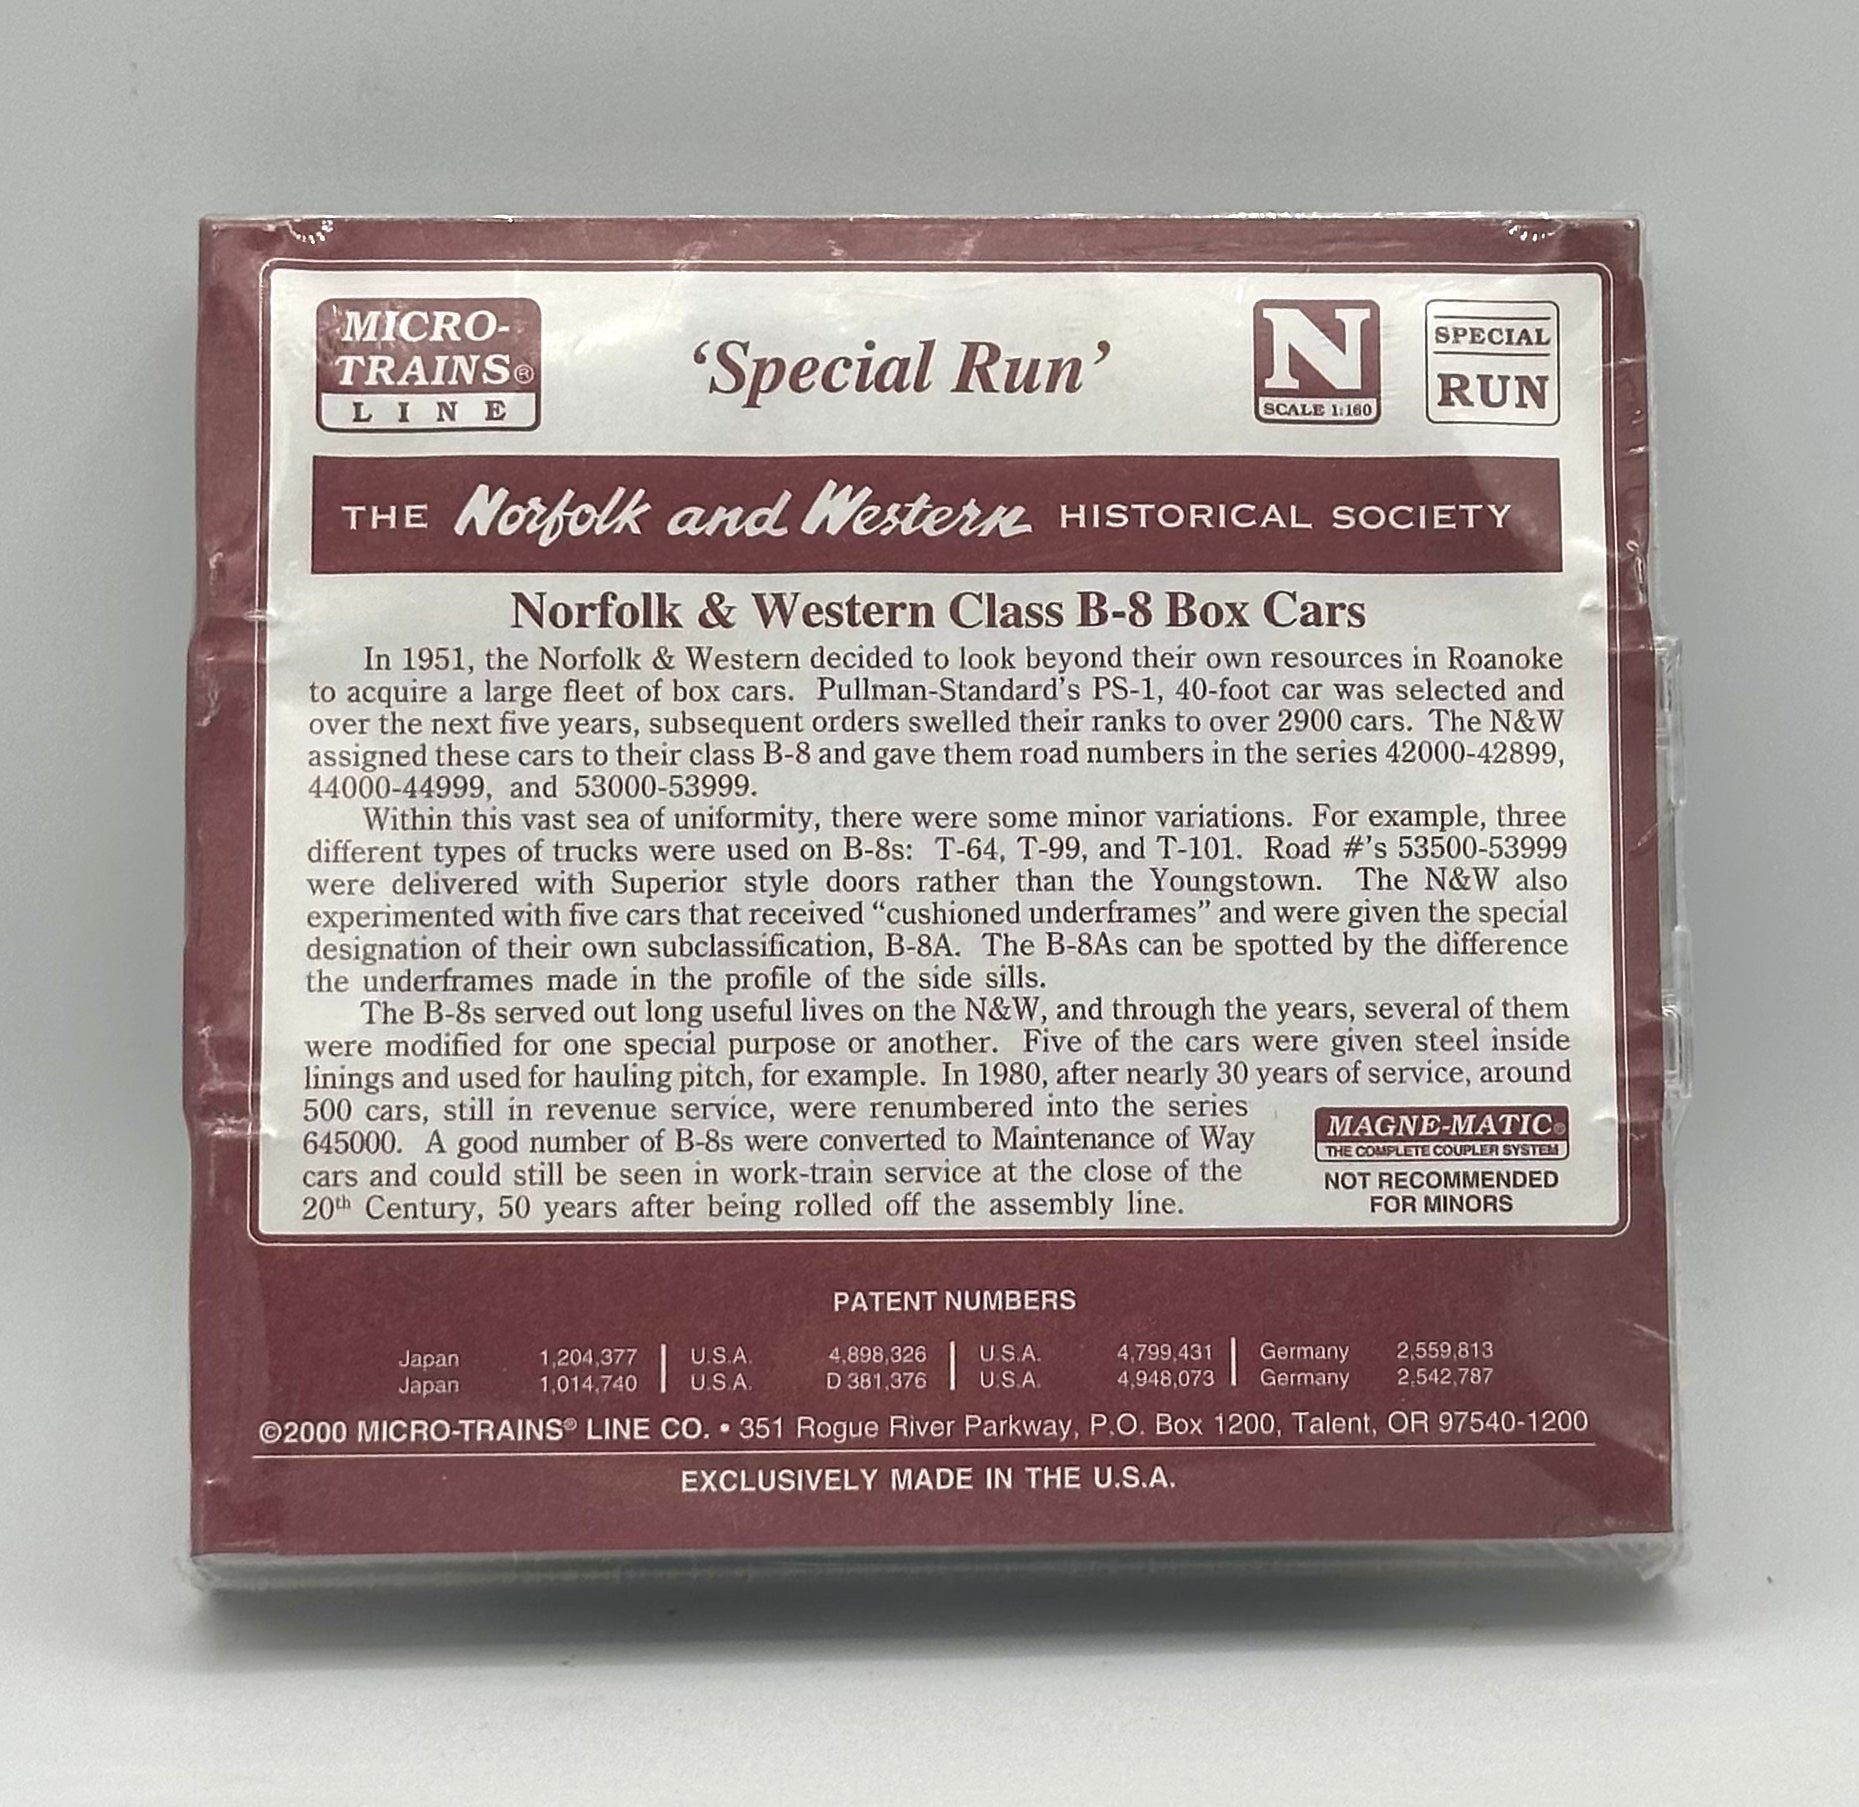 MICRO-
TRAINS®
LINE
‘Special Run’
N
SCALE 1:160
SPECIAL
RUN
THE Norfolk and Western HISTORICAL SOCIETY
Norfolk & Western Class B-8 Box Cars
In 1951, the Norfolk & Western decided to look beyond their own resources in Roanoke
to acquire a large fleet of box cars. Pullman-Standard's PS-1, 40-foot car was selected and
over the next five years, subsequent orders swelled their ranks to over 2900 cars. The N&W
assigned these cars to their class B-8 and gave them road numbers in the series 42000-42899,
44000-44999, and 53000-53999.
Within this vast sea of uniformity, there were some minor variations. For example, three
different types of trucks were used on B-8s: T-64, T-99, and T-101. Road #'s 53500-53999
were delivered with Superior style doors rather than the Youngstown. The N&W also
experimented with five cars that received “cushioned underframes” and were given the special
designation of their own subclassification, B-8A. The B-8As can be spotted by the difference
the underframes made in the profile of the side sills.
The B-8s served out long useful lives on the N&W, and through the years, several of them
were modified for one special purpose or another. Five of the cars were given steel inside
linings and used for hauling pitch, for example. In 1980, after nearly 30 years of service, around
500 cars, still in revenue service, were renumbered into the series
645000. A good number of B-8s were converted to Maintenance of Way
cars and could still be seen in work-train service at the close of the
20th Century, 50 years after being rolled off the assembly line.
MAGNE-MATIC®
THE COMPLETE COUPLER SYSTEM
NOT RECOMMENDED
FOR MINORS
PATENT NUMBERS
Japan 1,204,377 | U.S.A. 4,898,326 | U.S.A. 4,799,431 | Germany 2,559,813
Japan 1,014,740 | U.S.A. D 381,376 | U.S.A. 4,948,073 | Germany 2,542,787
©2000 MICRO-TRAINS® LINE CO. • 351 Rogue River Parkway, P.O. Box 1200, Talent, OR 97540-1200
EXCLUSIVELY MADE IN THE U.S.A.